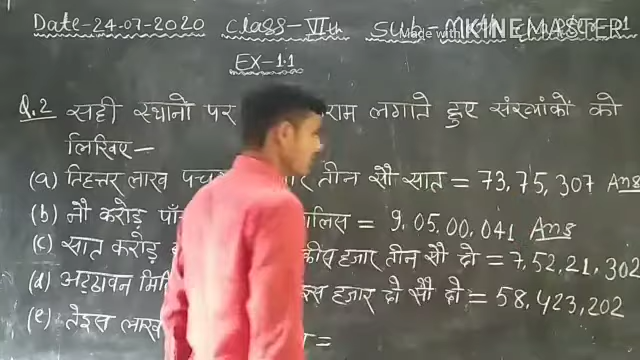 Date-24.07-2020 Class-VIth Sub-
Made with KINEMASTER
EX-1.1
Q.2 सही स्थानों पर लगाते हुए संख्यांकों को
लिखिए-
(a) तिहत्तर लाख तीन सौ सात = 73,75,307 Ans
(b) नौ करोड़ = 9,05,00,041 Ans
(c) सात करोड़ हजार तीन सौ दो = 7,52,21,302
(d) अट्ठावन हजार दो सौ दो = 58,423,202
(e) तेइस लाख =